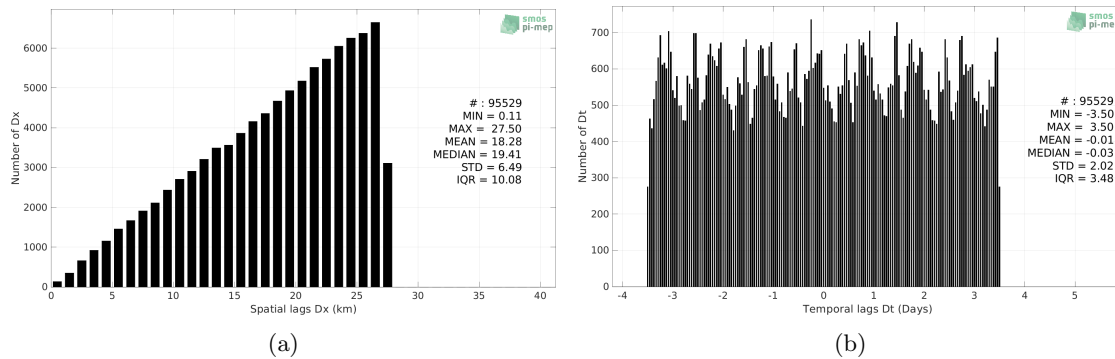 smos
pi-mep
Number of Dx
6000
5000
4000
3000
2000
1000
0
# : 95529
MIN = 0.11
MAX = 27.50
MEAN = 18.28
MEDIAN = 19.41
STD = 6.49
IQR = 10.08
0 5 10 15 20 25 30 35 40
Spatial lags Dx (km)
(a)
smos
pi-mep
Number of Dt
700
600
500
400
300
200
100
0
# : 95529
MIN = -3.50
MAX = 3.50
MEAN = -0.01
MEDIAN = -0.03
STD = 2.02
IQR = 3.48
-4 -3 -2 -1 0 1 2 3 4 5
Temporal lags Dt (Days)
(b)